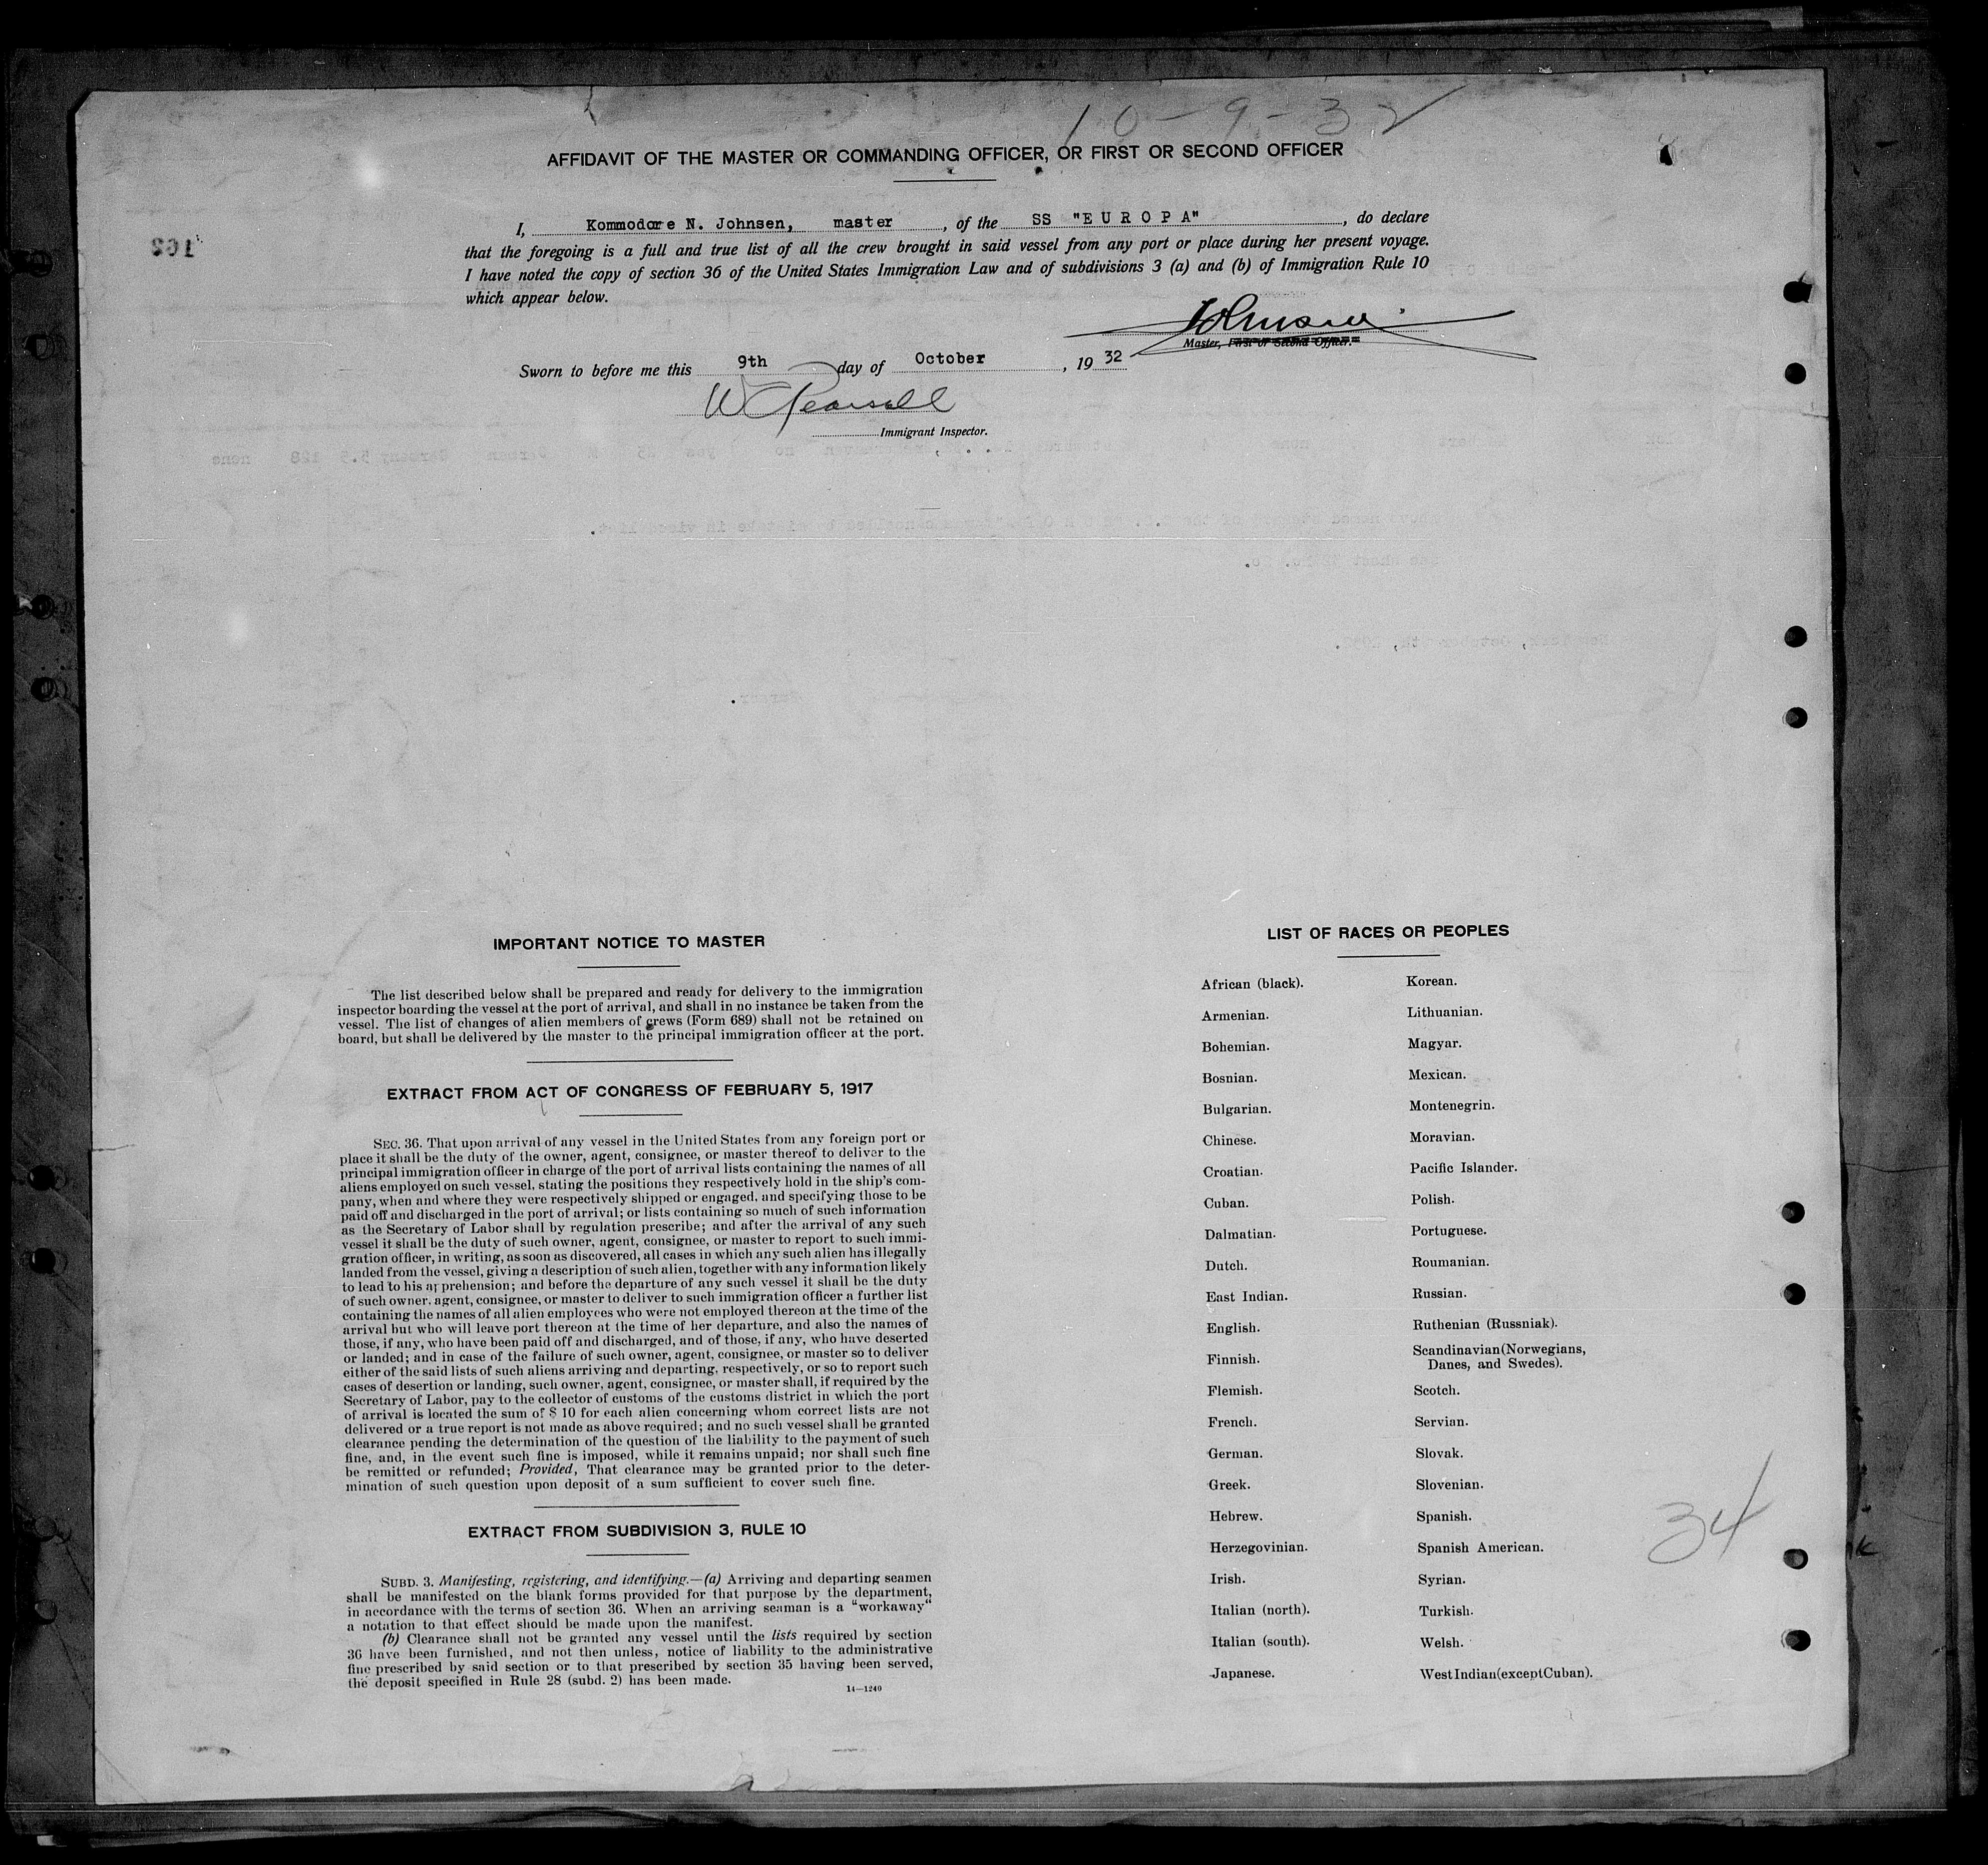 10-9-32
AFFIDAVIT OF THE MASTER OR COMMANDING OFFICER, OR FIRST OR SECOND OFFICER
I, Kommodore N. Johnsen, master, of the SS "E U R O P A", do declare
that the foregoing is a full and true list of all the crew brought in said vessel from any port or place during her present voyage.
I have noted the copy of section 36 of the United States Immigration Law and of subdivisions 3 (a) and (b) of Immigration Rule 10
which appear below.
Johnsen
Master, First or Second Officer.
Sworn to before me this 9th day of October, 19 32
W Pearsall
Immigrant Inspector.
IMPORTANT NOTICE TO MASTER
The list described below shall be prepared and ready for delivery to the immigration
inspector boarding the vessel at the port of arrival, and shall in no instance be taken from the
vessel. The list of changes of alien members of crews (Form 689) shall not be retained on
board, but shall be delivered by the master to the principal immigration officer at the port.
EXTRACT FROM ACT OF CONGRESS OF FEBRUARY 5, 1917
SEC. 36. That upon arrival of any vessel in the United States from any foreign port or
place it shall be the duty of the owner, agent, consignee, or master thereof to deliver to the
principal immigration officer in charge of the port of arrival lists containing the names of all
aliens employed on such vessel, stating the positions they respectively hold in the ship's com-
pany, when and where they were respectively shipped or engaged, and specifying those to be
paid off and discharged in the port of arrival; or lists containing so much of such information
as the Secretary of Labor shall by regulation prescribe; and after the arrival of any such
vessel it shall be the duty of such owner, agent, consignee, or master to report to such immi-
gration officer, in writing, as soon as discovered, all cases in which any such alien has illegally
landed from the vessel, giving a description of such alien, together with any information likely
to lead to his apprehension; and before the departure of any such vessel it shall be the duty
of such owner, agent, consignee, or master to deliver to such immigration officer a further list
containing the names of all alien employees who were not employed thereon at the time of the
arrival but who will leave port thereon at the time of her departure, and also the names of
those, if any, who have been paid off and discharged, and of those, if any, who have deserted
or landed; and in case of the failure of such owner, agent, consignee, or master so to deliver
either of the said lists of such aliens arriving and departing, respectively, or so to report such
cases of desertion or landing, such owner, agent, consignee, or master shall, if required by the
Secretary of Labor, pay to the collector of customs of the customs district in which the port
of arrival is located the sum of $ 10 for each alien concerning whom correct lists are not
delivered or a true report is not made as above required; and no such vessel shall be granted
clearance pending the determination of the question of the liability to the payment of such
fine, and, in the event such fine is imposed, while it remains unpaid; nor shall such fine
be remitted or refunded; Provided, That clearance may be granted prior to the deter-
mination of such question upon deposit of a sum sufficient to cover such fine.
EXTRACT FROM SUBDIVISION 3, RULE 10
SUBD. 3. Manifesting, registering, and identifying.—(a) Arriving and departing seamen
shall be manifested on the blank forms provided for that purpose by the department,
in accordance with the terms of section 36. When an arriving seaman is a "workaway"
a notation to that effect should be made upon the manifest.
(b) Clearance shall not be granted any vessel until the lists required by section
36 have been furnished, and not then unless, notice of liability to the administrative
fine prescribed by said section or to that prescribed by section 35 having been served,
the deposit specified in Rule 28 (subd. 2) has been made.
14—1240
LIST OF RACES OR PEOPLES
African (black).
Armenian.
Bohemian.
Bosnian.
Bulgarian.
Chinese.
Croatian.
Cuban.
Dalmatian.
Dutch.
East Indian.
English.
Finnish.
Flemish.
French.
German.
Greek.
Hebrew.
Herzegovinian.
Irish.
Italian (north).
Italian (south).
Japanese.
Korean.
Lithuanian.
Magyar.
Mexican.
Montenegrin.
Moravian.
Pacific Islander.
Polish.
Portuguese.
Roumanian.
Russian.
Ruthenian (Russniak).
Scandinavian (Norwegians,
Danes, and Swedes).
Scotch.
Servian.
Slovak.
Slovenian.
Spanish.
Spanish American.
Syrian.
Turkish.
Welsh.
West Indian (except Cuban).
34